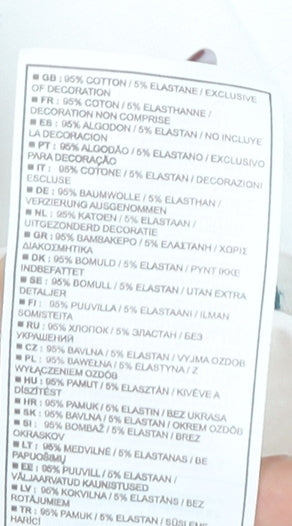 ■ GB : 95% COTTON / 5% ELASTANE / EXCLUSIVE
OF DECORATION
■ FR : 95% COTON / 5% ELASTHANNE /
DECORATION NON COMPRISE
■ ES : 95% ALGODON / 5% ELASTAN / NO INCLUYE
LA DECORACION
■ PT : 95% ALGODÃO / 5% ELASTANO / EXCLUSIVO
PARA DECORAÇÃO
■ IT : 95% COTONE / 5% ELASTAN / DECORAZIONI
ESCLUSE
■ DE : 95% BAUMWOLLE / 5% ELASTHAN /
VERZIERUNG AUSGENOMMEN
■ NL : 95% KATOEN / 5% ELASTAAN /
UITGEZONDERD DECORATIE
■ GR : 95% ΒΑΜΒΑΚΕΡΟ / 5% ΕΛΑΣΤΑΝΗ / ΧΩΡΙΣ
ΔΙΑΚΟΣΜΗΤΙΚΑ
■ DK : 95% BOMULD / 5% ELASTAN / PYNT IKKE
INDBEFATTET
■ SE : 95% BOMULL / 5% ELASTAN / UTAN EXTRA
DETALJER
■ FI : 95% PUUVILLA / 5% ELASTAANI / ILMAN
SOMISTEITA
■ RU : 95% ХЛОПОК / 5% ЭЛАСТАН / БЕЗ
УКРАШЕНИЙ
■ CZ : 95% BAVLNA / 5% ELASTAN / VYJMA OZDOB
■ PL : 95% BAWEŁNA / 5% ELASTYNA / Z
WYŁĄCZENIEM OZDÓB
■ HU : 95% PAMUT / 5% ELASZTÁN / KIVÉVE A
DÍSZÍTÉST
■ HR : 95% PAMUK / 5% ELASTIN / BEZ UKRASA
■ SK : 95% BAVLNA / 5% ELASTAN / OKREM OZDÔB
■ SI : 95% BOMBAŽ / 5% ELASTAN / BREZ
OKRASKOV
■ LT : 95% MEDVILNĖ / 5% ELASTANAS / BE
PAPUOŠIMŲ
■ EE : 95% PUUVILL / 5% ELASTAAN /
VÄLJAARVATUD KAUNISTUSED
■ LV : 95% KOKVILNA / 5% ELASTĀNS / BEZ
ROTĀJUMIEM
■ TR : 95% PAMUK / 5% ELASTAN / SÜSLEME
HARİCİ